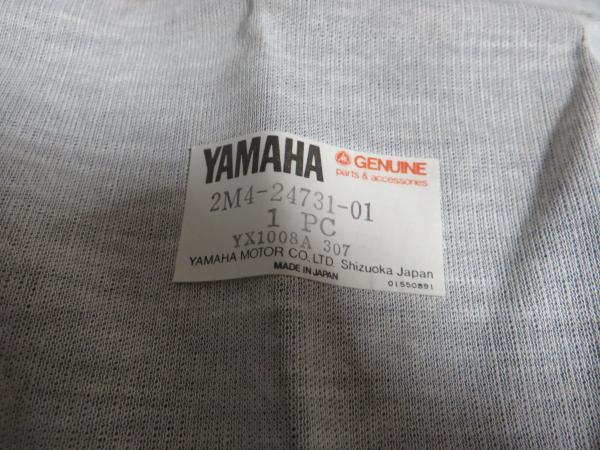 YAMAHA GENUINE
parts & accessories
2M4-24731-01
1 PC
YX1008A 307
YAMAHA MOTOR CO., LTD. Shizuoka Japan
MADE IN JAPAN
01550891